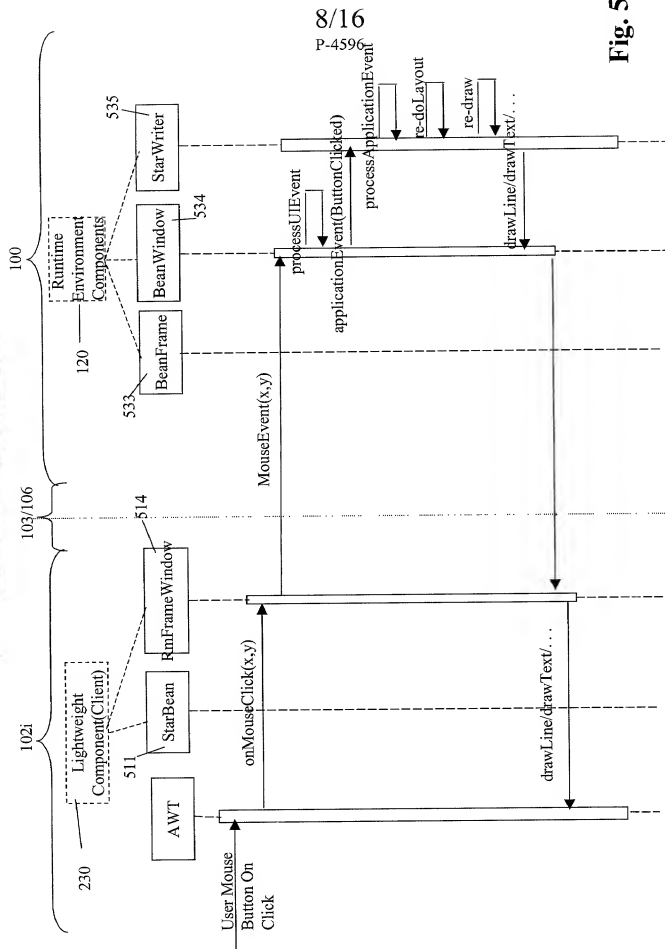 8/16
P-4596
Fig. 5
102i
103/106
100
230
Lightweight
Component(Client)
120
Runtime
Environment
Components
AWT
511
StarBean
514
RmFrameWindow
533
BeanFrame
534
BeanWindow
535
StarWriter
User Mouse
Button On
Click
onMouseClick(x,y)
MouseEvent(x,y)
processUIEvent
applicationEvent(ButtonClicked)
processApplicationEvent
re-doLayout
re-draw
drawLine/drawText/. . .
drawLine/drawText/. . .